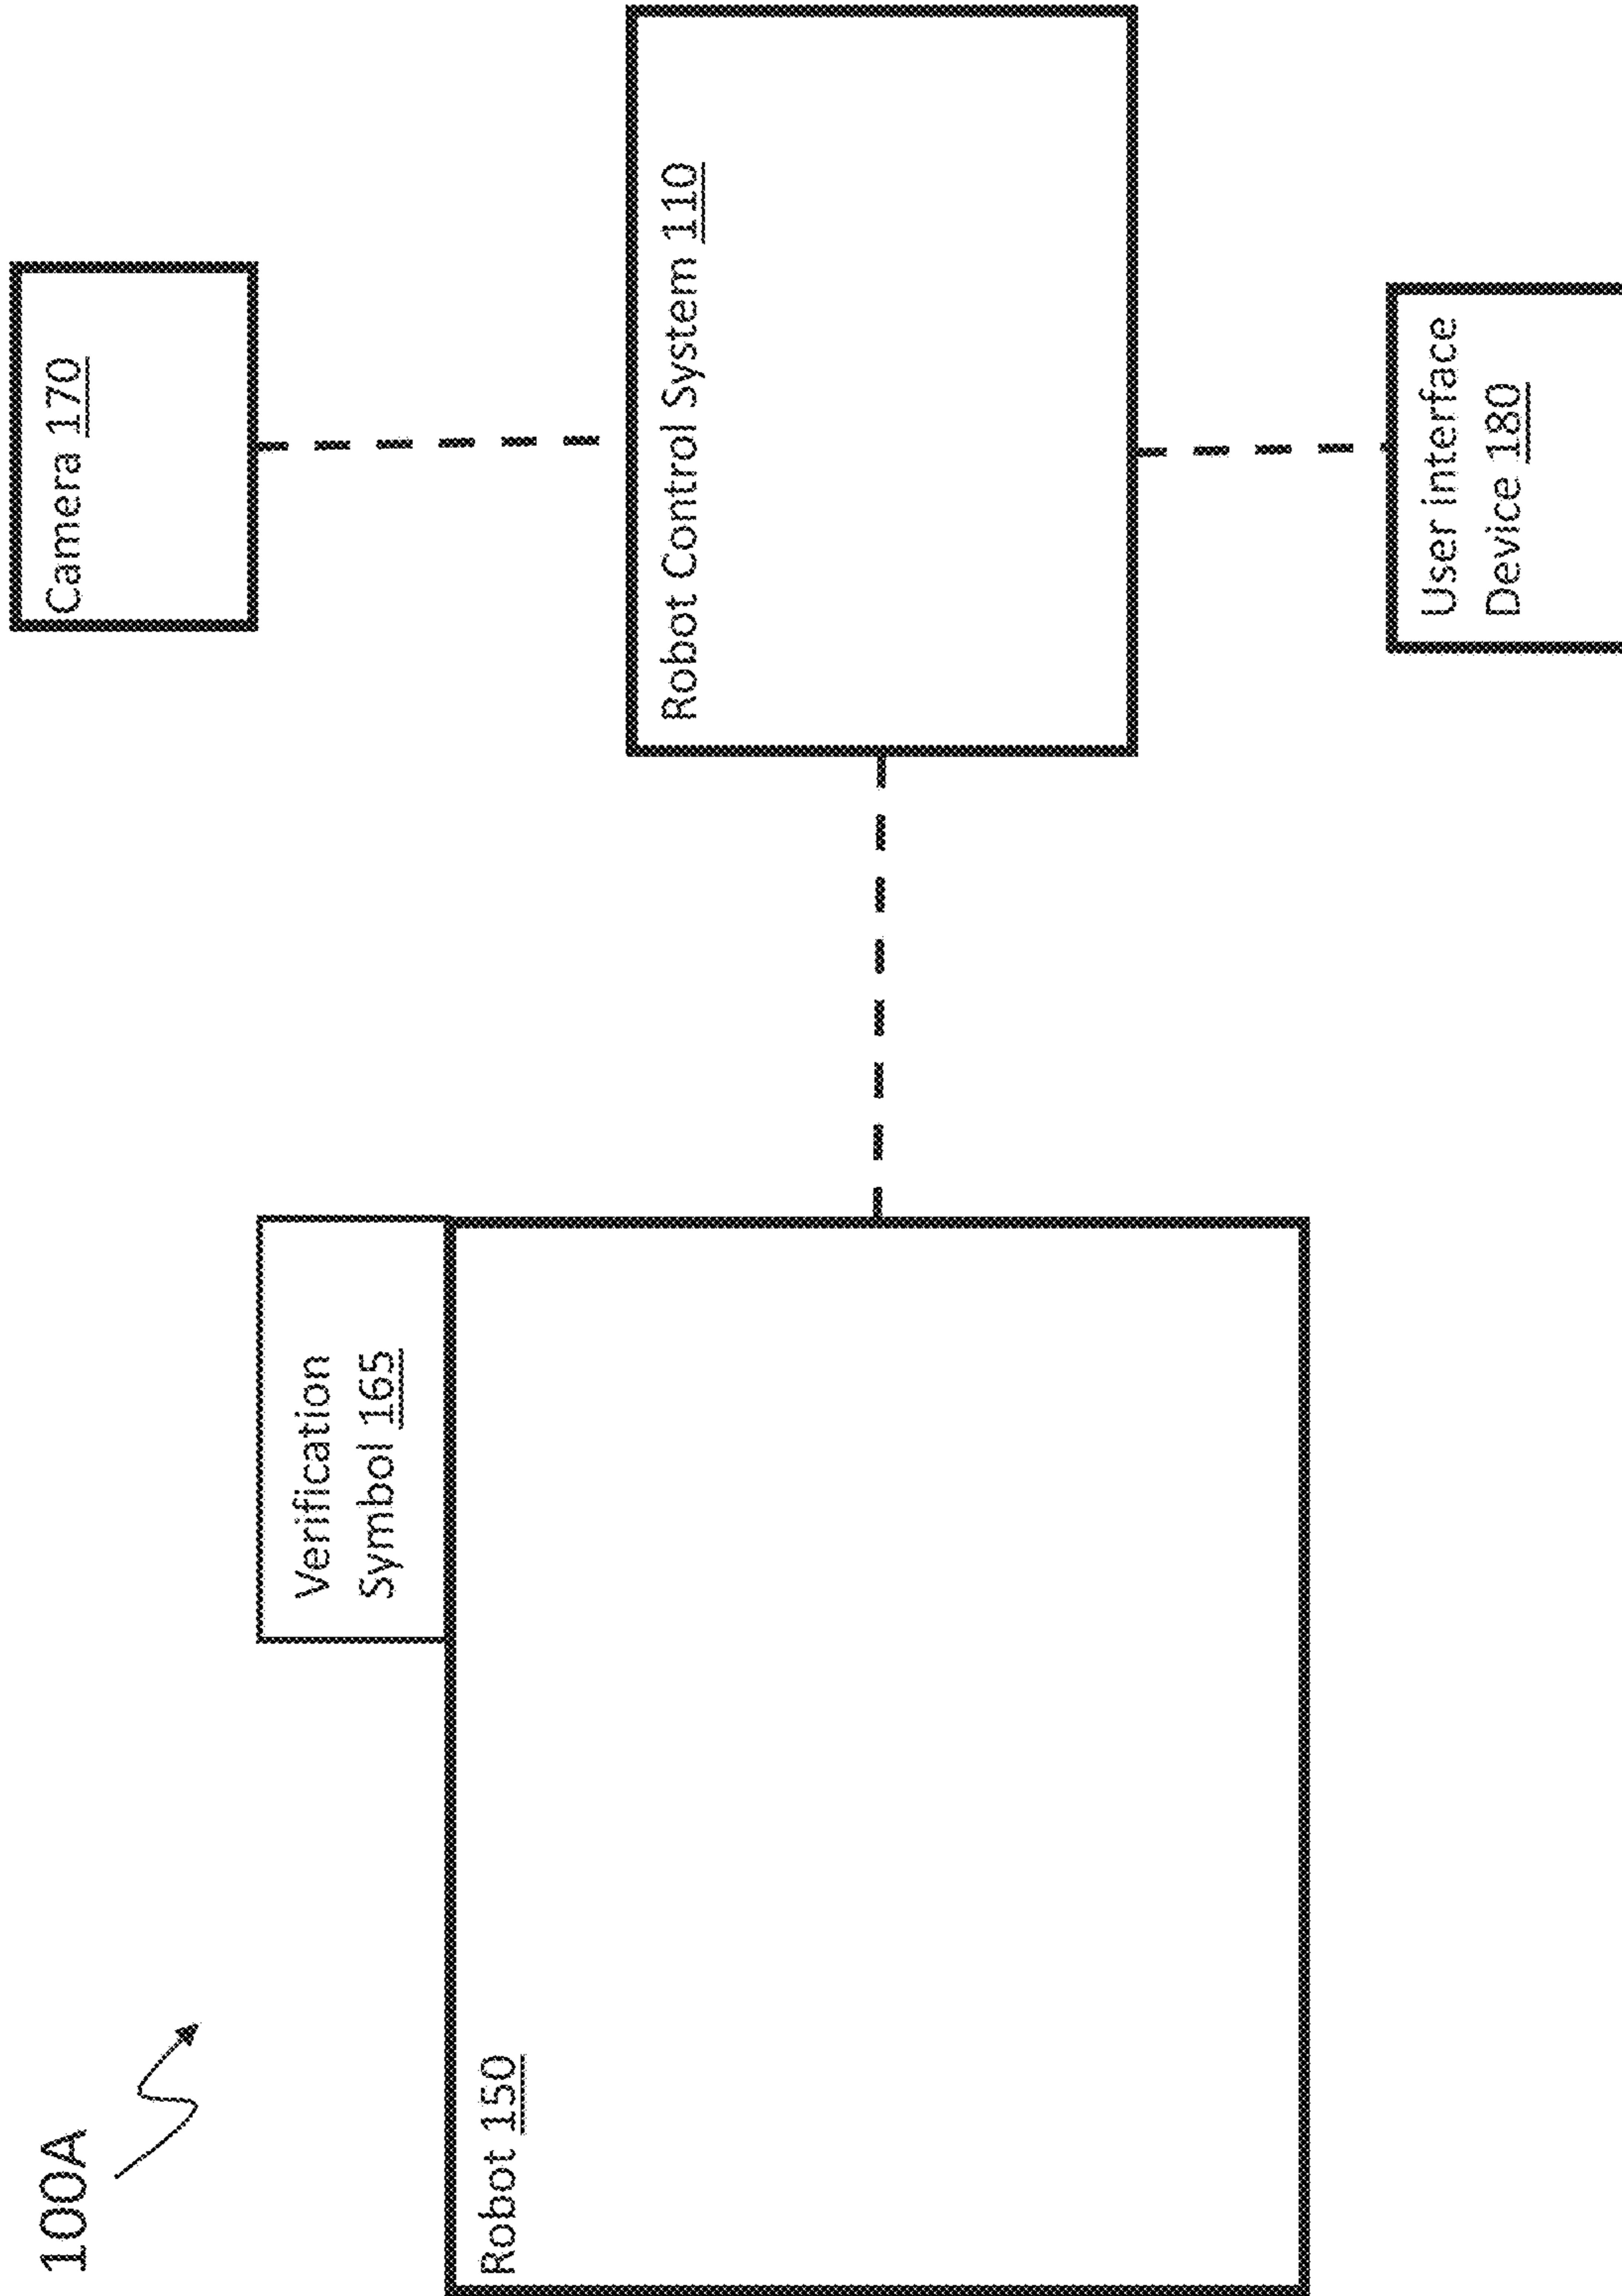 100A
Camera 170
Verification
Symbol 165
Robot 150
Robot Control System 110
User interface
Device 180